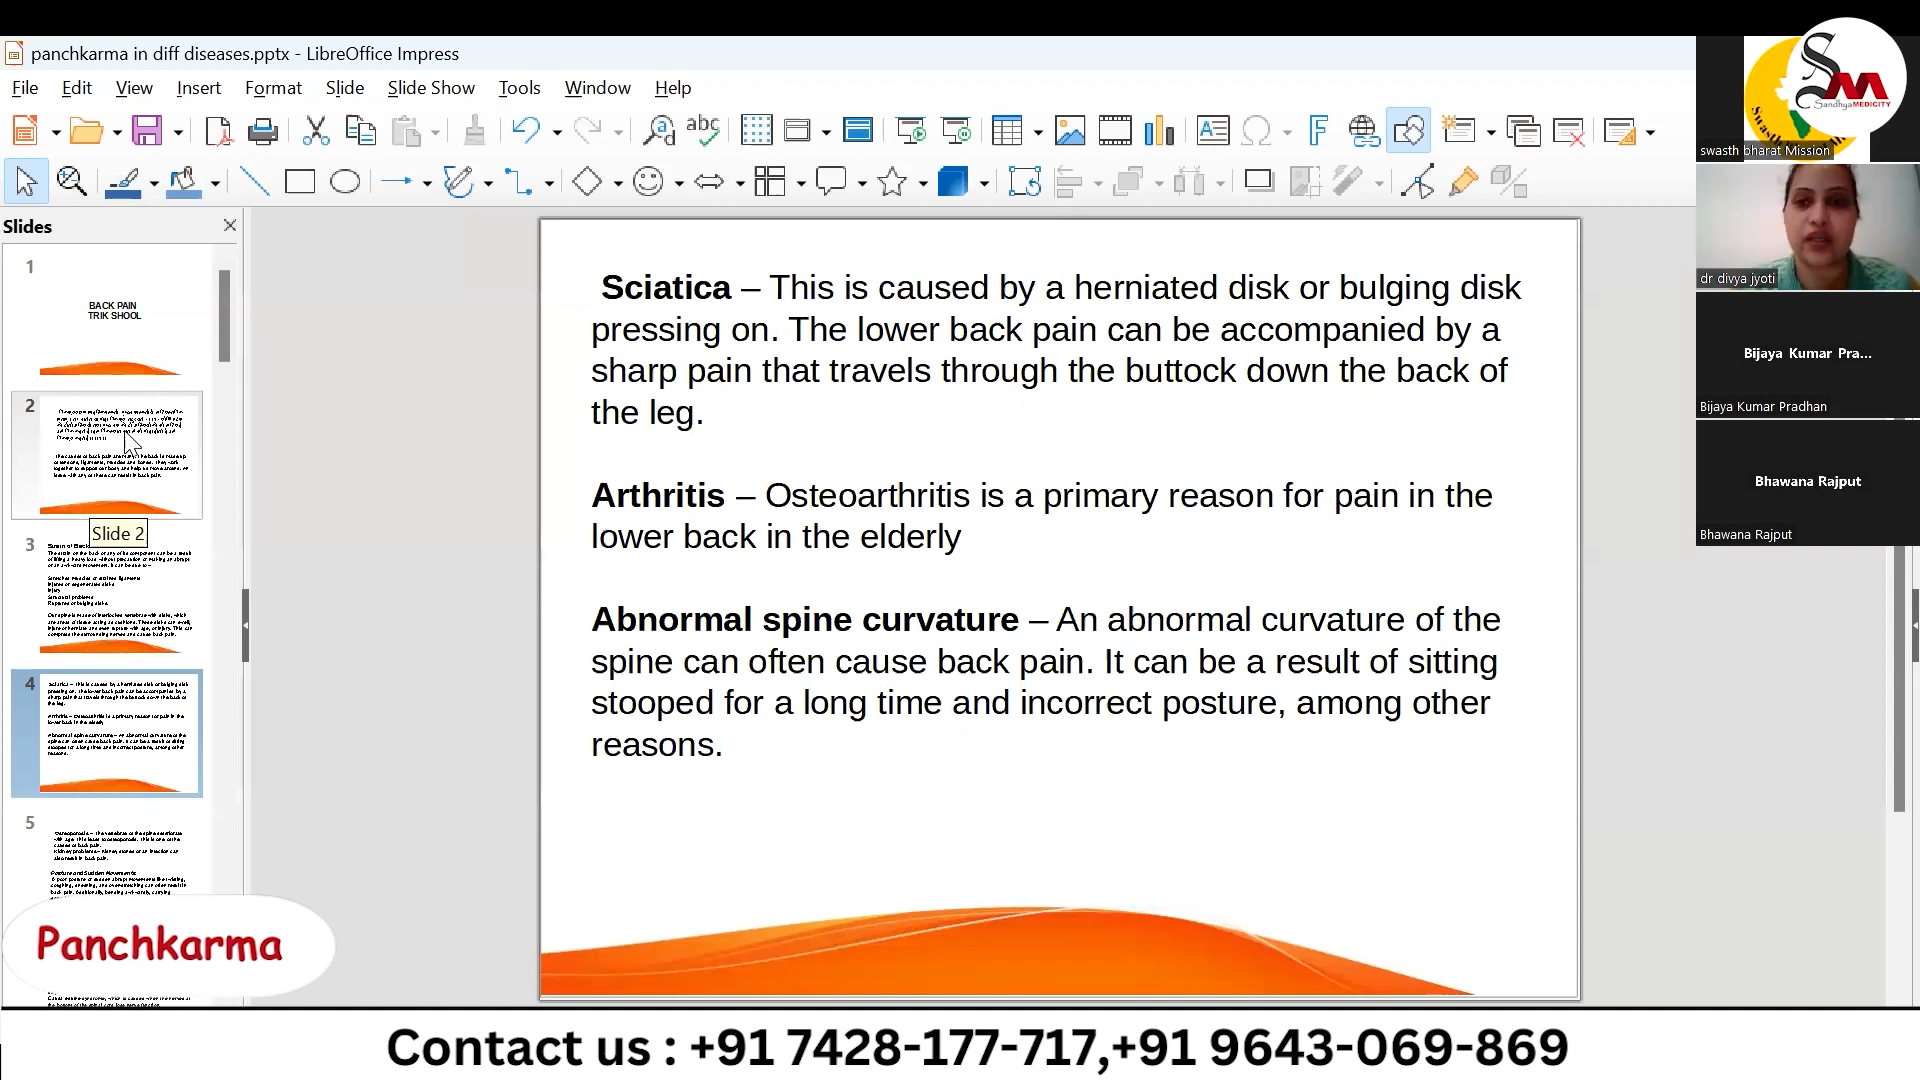 panchkarma in diff diseases.pptx - LibreOffice Impress
File Edit View Insert Format Slide Slide Show Tools Window Help
Slides
1
BACK PAIN
TRIK SHOOL
2
Slide 2
3
4
5
Sciatica – This is caused by a herniated disk or bulging disk
pressing on. The lower back pain can be accompanied by a
sharp pain that travels through the buttock down the back of
the leg.
Arthritis – Osteoarthritis is a primary reason for pain in the
lower back in the elderly
Abnormal spine curvature – An abnormal curvature of the
spine can often cause back pain. It can be a result of sitting
stooped for a long time and incorrect posture, among other
reasons.
SM
SandhyaMEDICITY
swasth bharat Mission
dr divya jyoti
Bijaya Kumar Pra...
Bijaya Kumar Pradhan
Bhawana Rajput
Bhawana Rajput
Panchkarma
Contact us : +91 7428-177-717,+91 9643-069-869